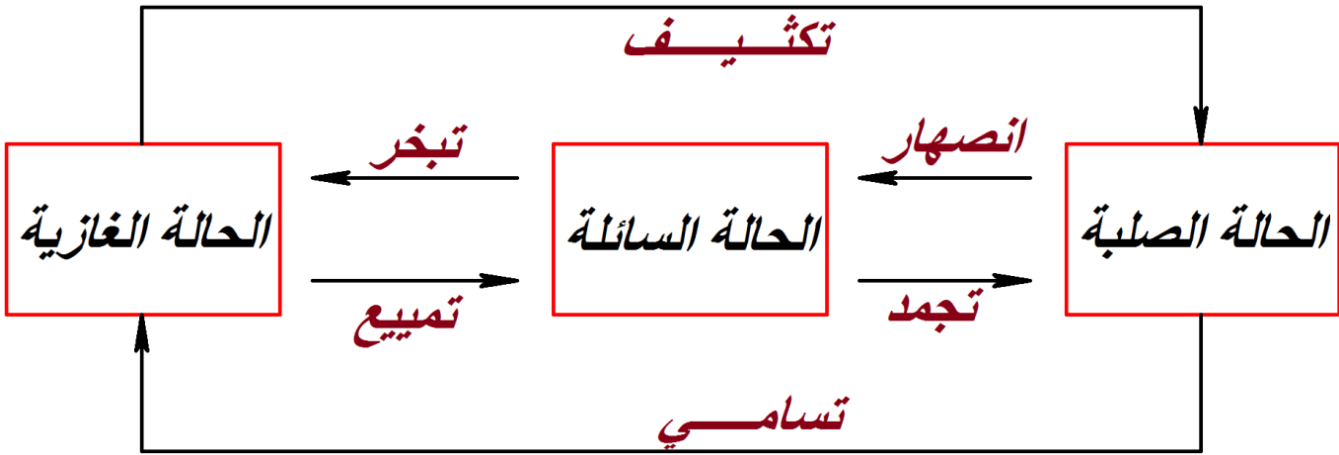 تكثيف
انصهار
تبخر
الحالة الصلبة
الحالة السائلة
الحالة الغازية
تجمد
تمييع
تسامي